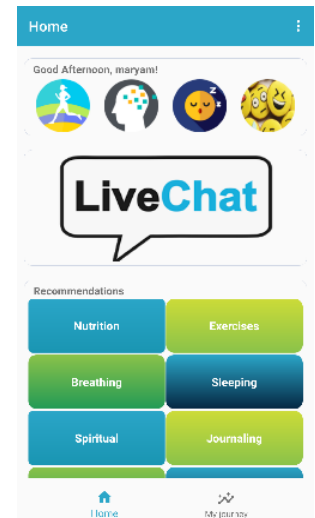 Home
Good Afternoon, maryam!
z
z
LiveChat
Recommendations
Nutrition
Exercises
Breathing
Sleeping
Spiritual
Journaling
Home
My journey